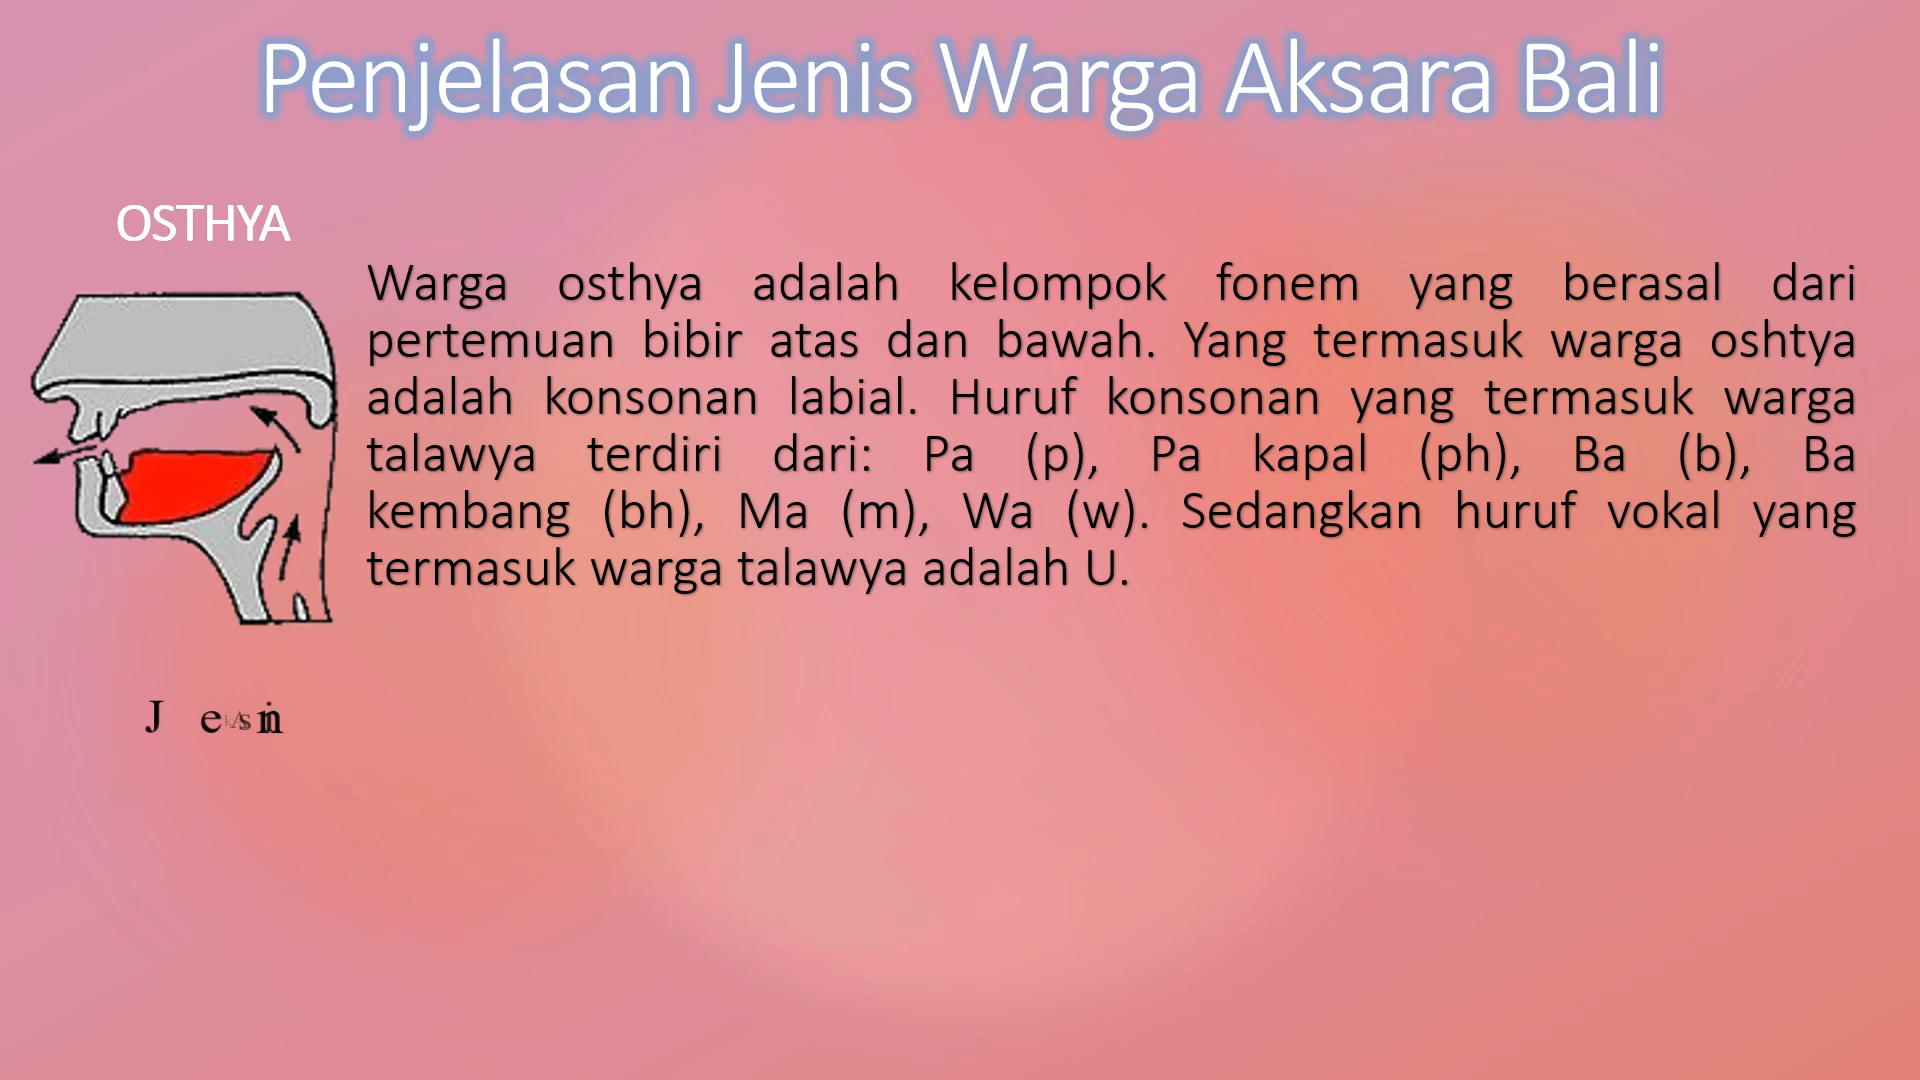 Penjelasan Jenis Warga Aksara Bali
OSTHYA
Warga osthya adalah kelompok fonem yang berasal dari
pertemuan bibir atas dan bawah. Yang termasuk warga oshtya
adalah konsonan labial. Huruf konsonan yang termasuk warga
talawya terdiri dari: Pa (p), Pa kapal (ph), Ba (b), Ba
kembang (bh), Ma (m), Wa (w). Sedangkan huruf vokal yang
termasuk warga talawya adalah U.